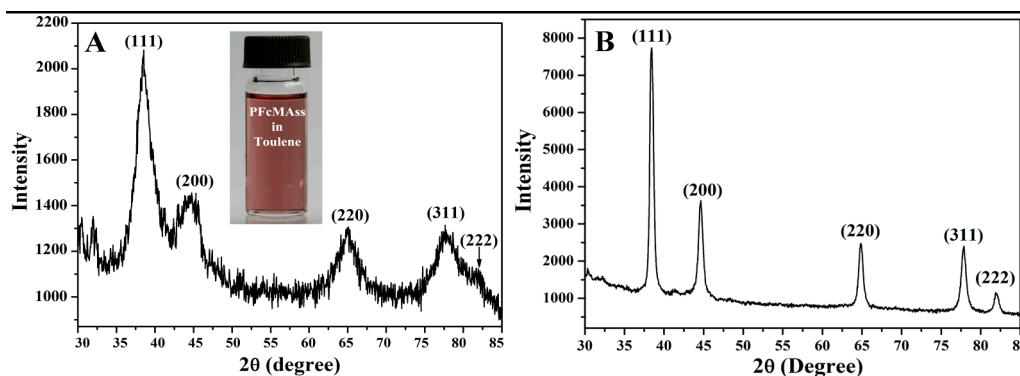 A
(111)
(200)
(220)
(311)
(222)
PFcMAss
in
Toulene
Intensity
2200
2000
1800
1600
1400
1200
1000
30 35 40 45 50 55 60 65 70 75 80 85
2θ (degree)
B
(111)
(200)
(220)
(311)
(222)
Intensity
8000
7000
6000
5000
4000
3000
2000
1000
30 35 40 45 50 55 60 65 70 75 80 85
2θ (Degree)